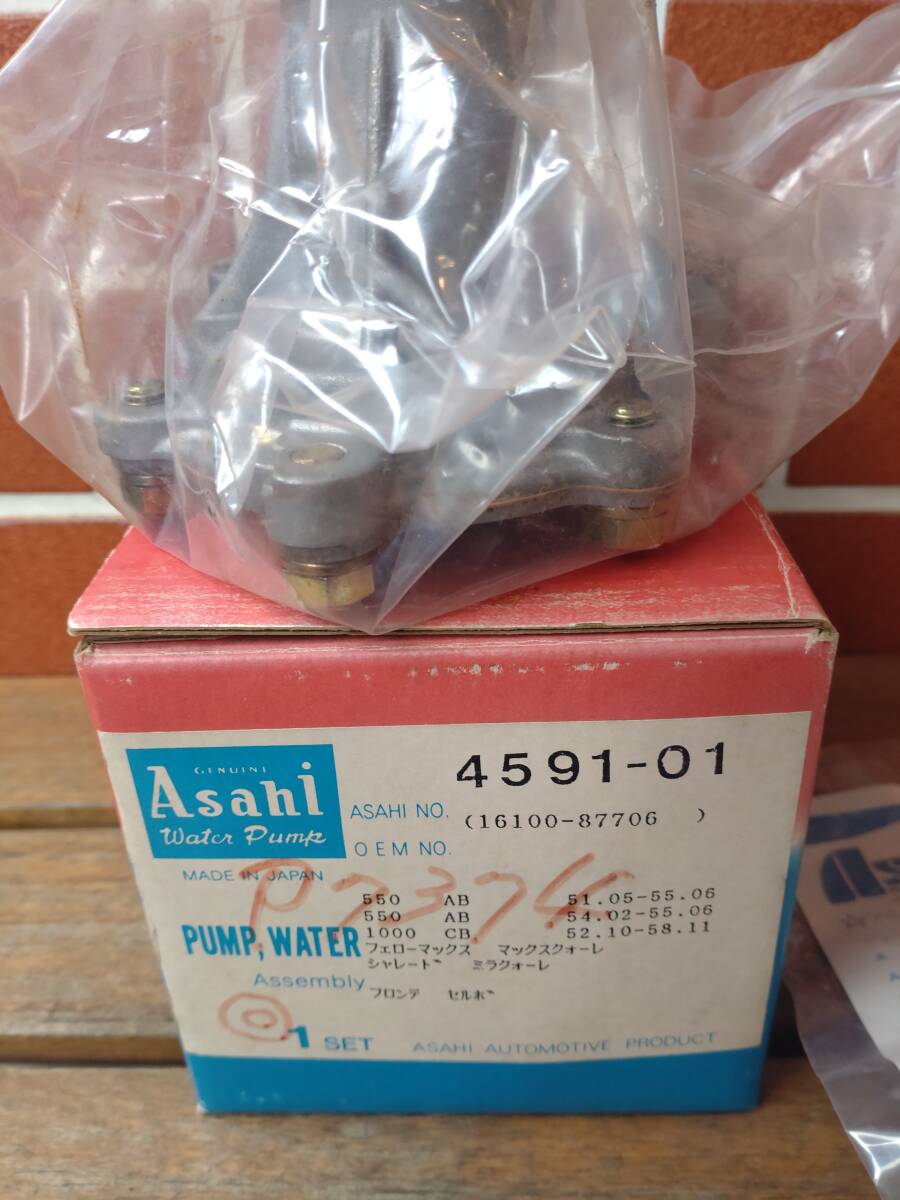 GENUINE
Asahi
Water Pump
4591-01
ASAHI NO.
(16100-87706 )
O E M NO.
MADE IN JAPAN
P7374
550 AB 51.05-55.06
550 AB 54.02-55.06
1000 CB 52.10-58.11
PUMP, WATER
フェローマックス マックスクォーレ
シャレード ミラクォーレ
Assembly
フロンテ セルボ
1 SET
ASAHI AUTOMOTIVE PRODUCT